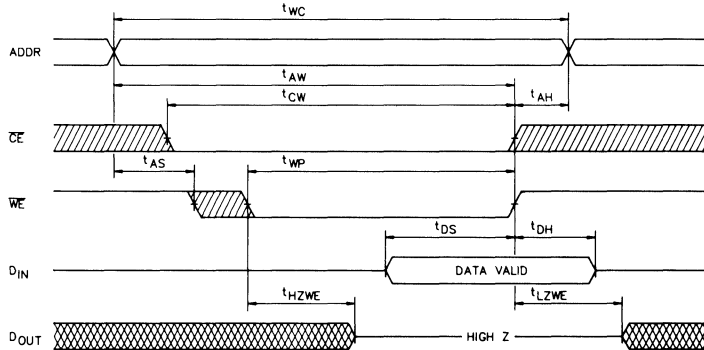 tWC
ADDR
tAW
tCW
tAH
CE
tAS
tWP
WE
tDS
tDH
DIN
DATA VALID
tHZWE
tLZWE
DOUT
HIGH Z